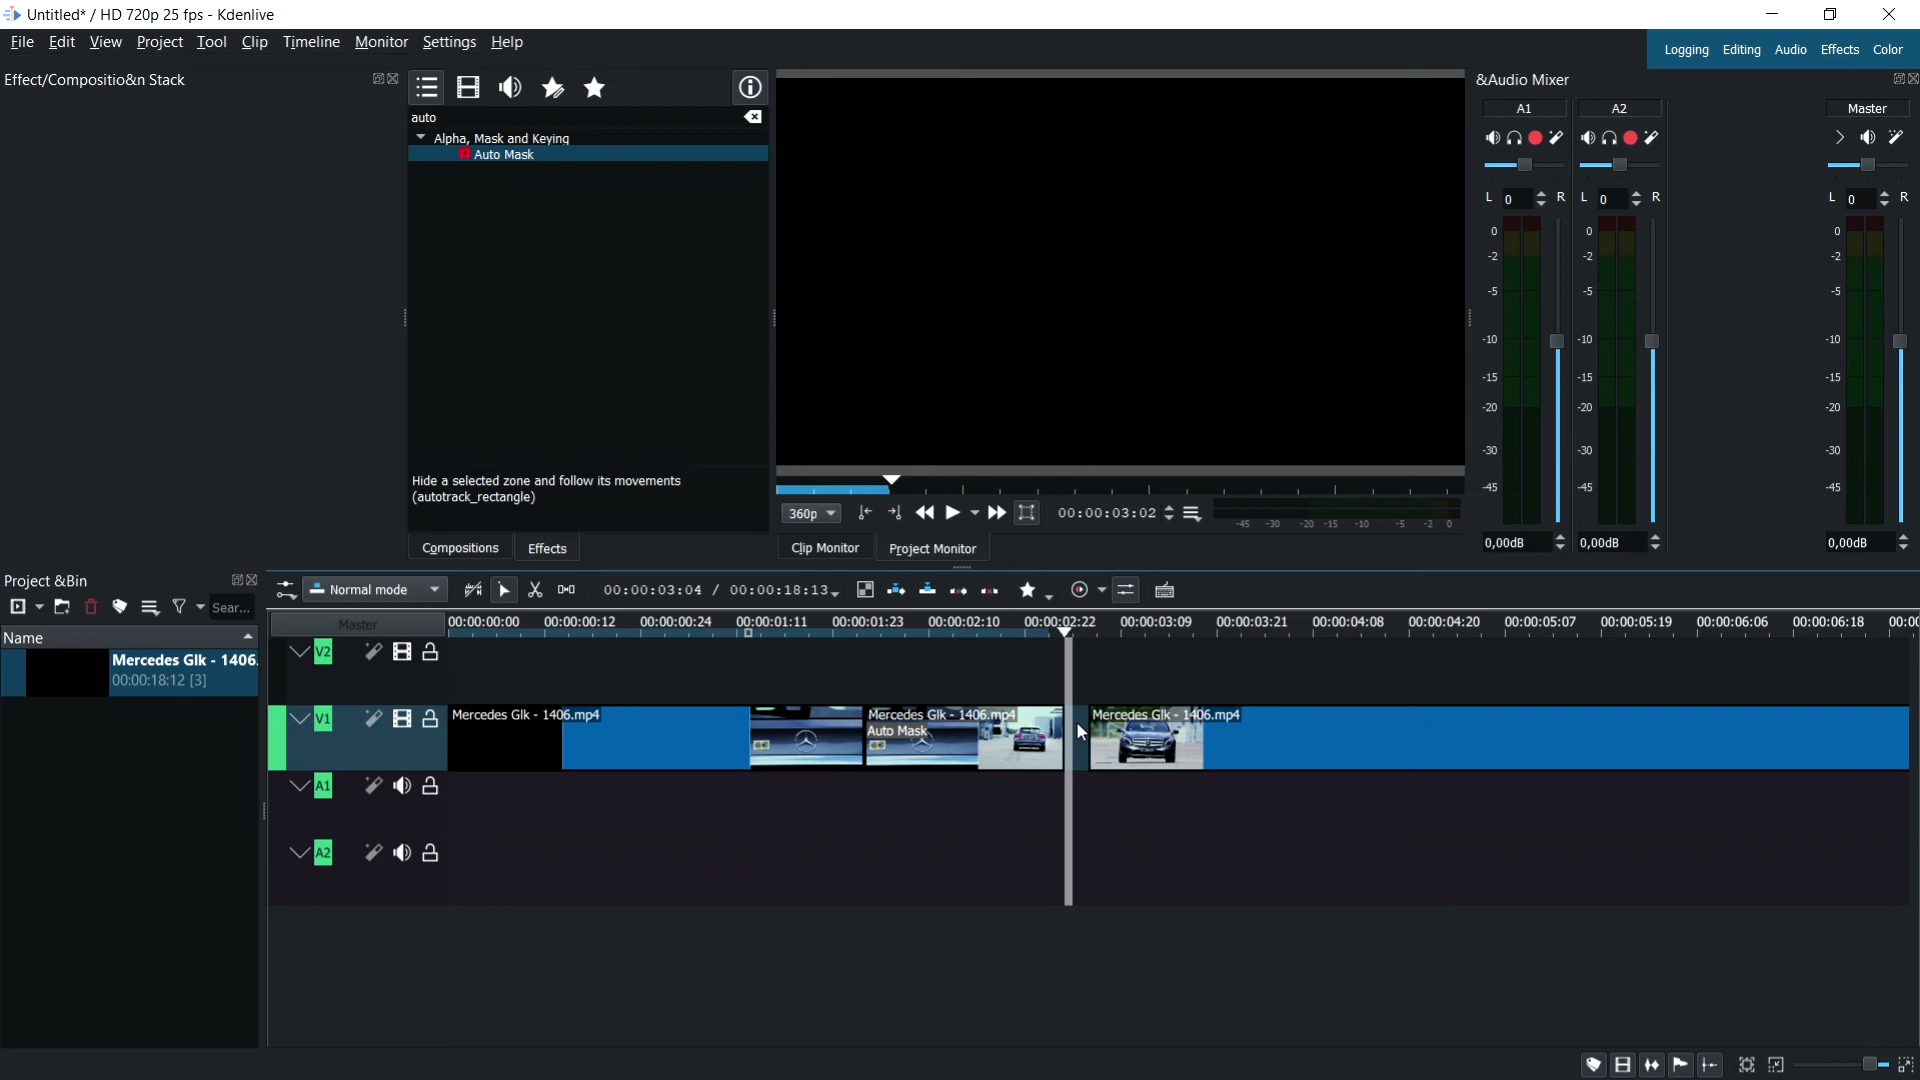 Untitled* / HD 720p 25 fps - Kdenlive
File Edit View Project Tool Clip Timeline Monitor Settings Help
Logging Editing Audio Effects Color
Effect/Compositio&n Stack
auto
Alpha, Mask and Keying
Auto Mask
Hide a selected zone and follow its movements
(autotrack_rectangle)
Compositions Effects
360p
00:00:03:02
-45 -30 -20 -15 -10 -5 -2 0
Clip Monitor Project Monitor
&Audio Mixer
A1 A2 Master
L 0 R L 0 R L 0 R
0 0 0
-2 -2 -2
-5 -5 -5
-10 -10 -10
-15 -15 -15
-20 -20 -20
-30 -30 -30
-45 -45 -45
0,00dB 0,00dB 0,00dB
Project &Bin
Sear...
Name
Mercedes Glk - 1406.
00:00:18:12 [3]
Normal mode
00:00:03:04 / 00:00:18:13
Master
00:00:00:00 00:00:00:12 00:00:00:24 00:00:01:11 00:00:01:23 00:00:02:10 00:00:02:22 00:00:03:09 00:00:03:21 00:00:04:08 00:00:04:20 00:00:05:07 00:00:05:19 00:00:06:06 00:00:06:18 00:00:0
V2
V1
Mercedes Glk - 1406.mp4 Mercedes Glk - 1406.mp4 Mercedes Glk - 1406.mp4
Auto Mask
A1
A2